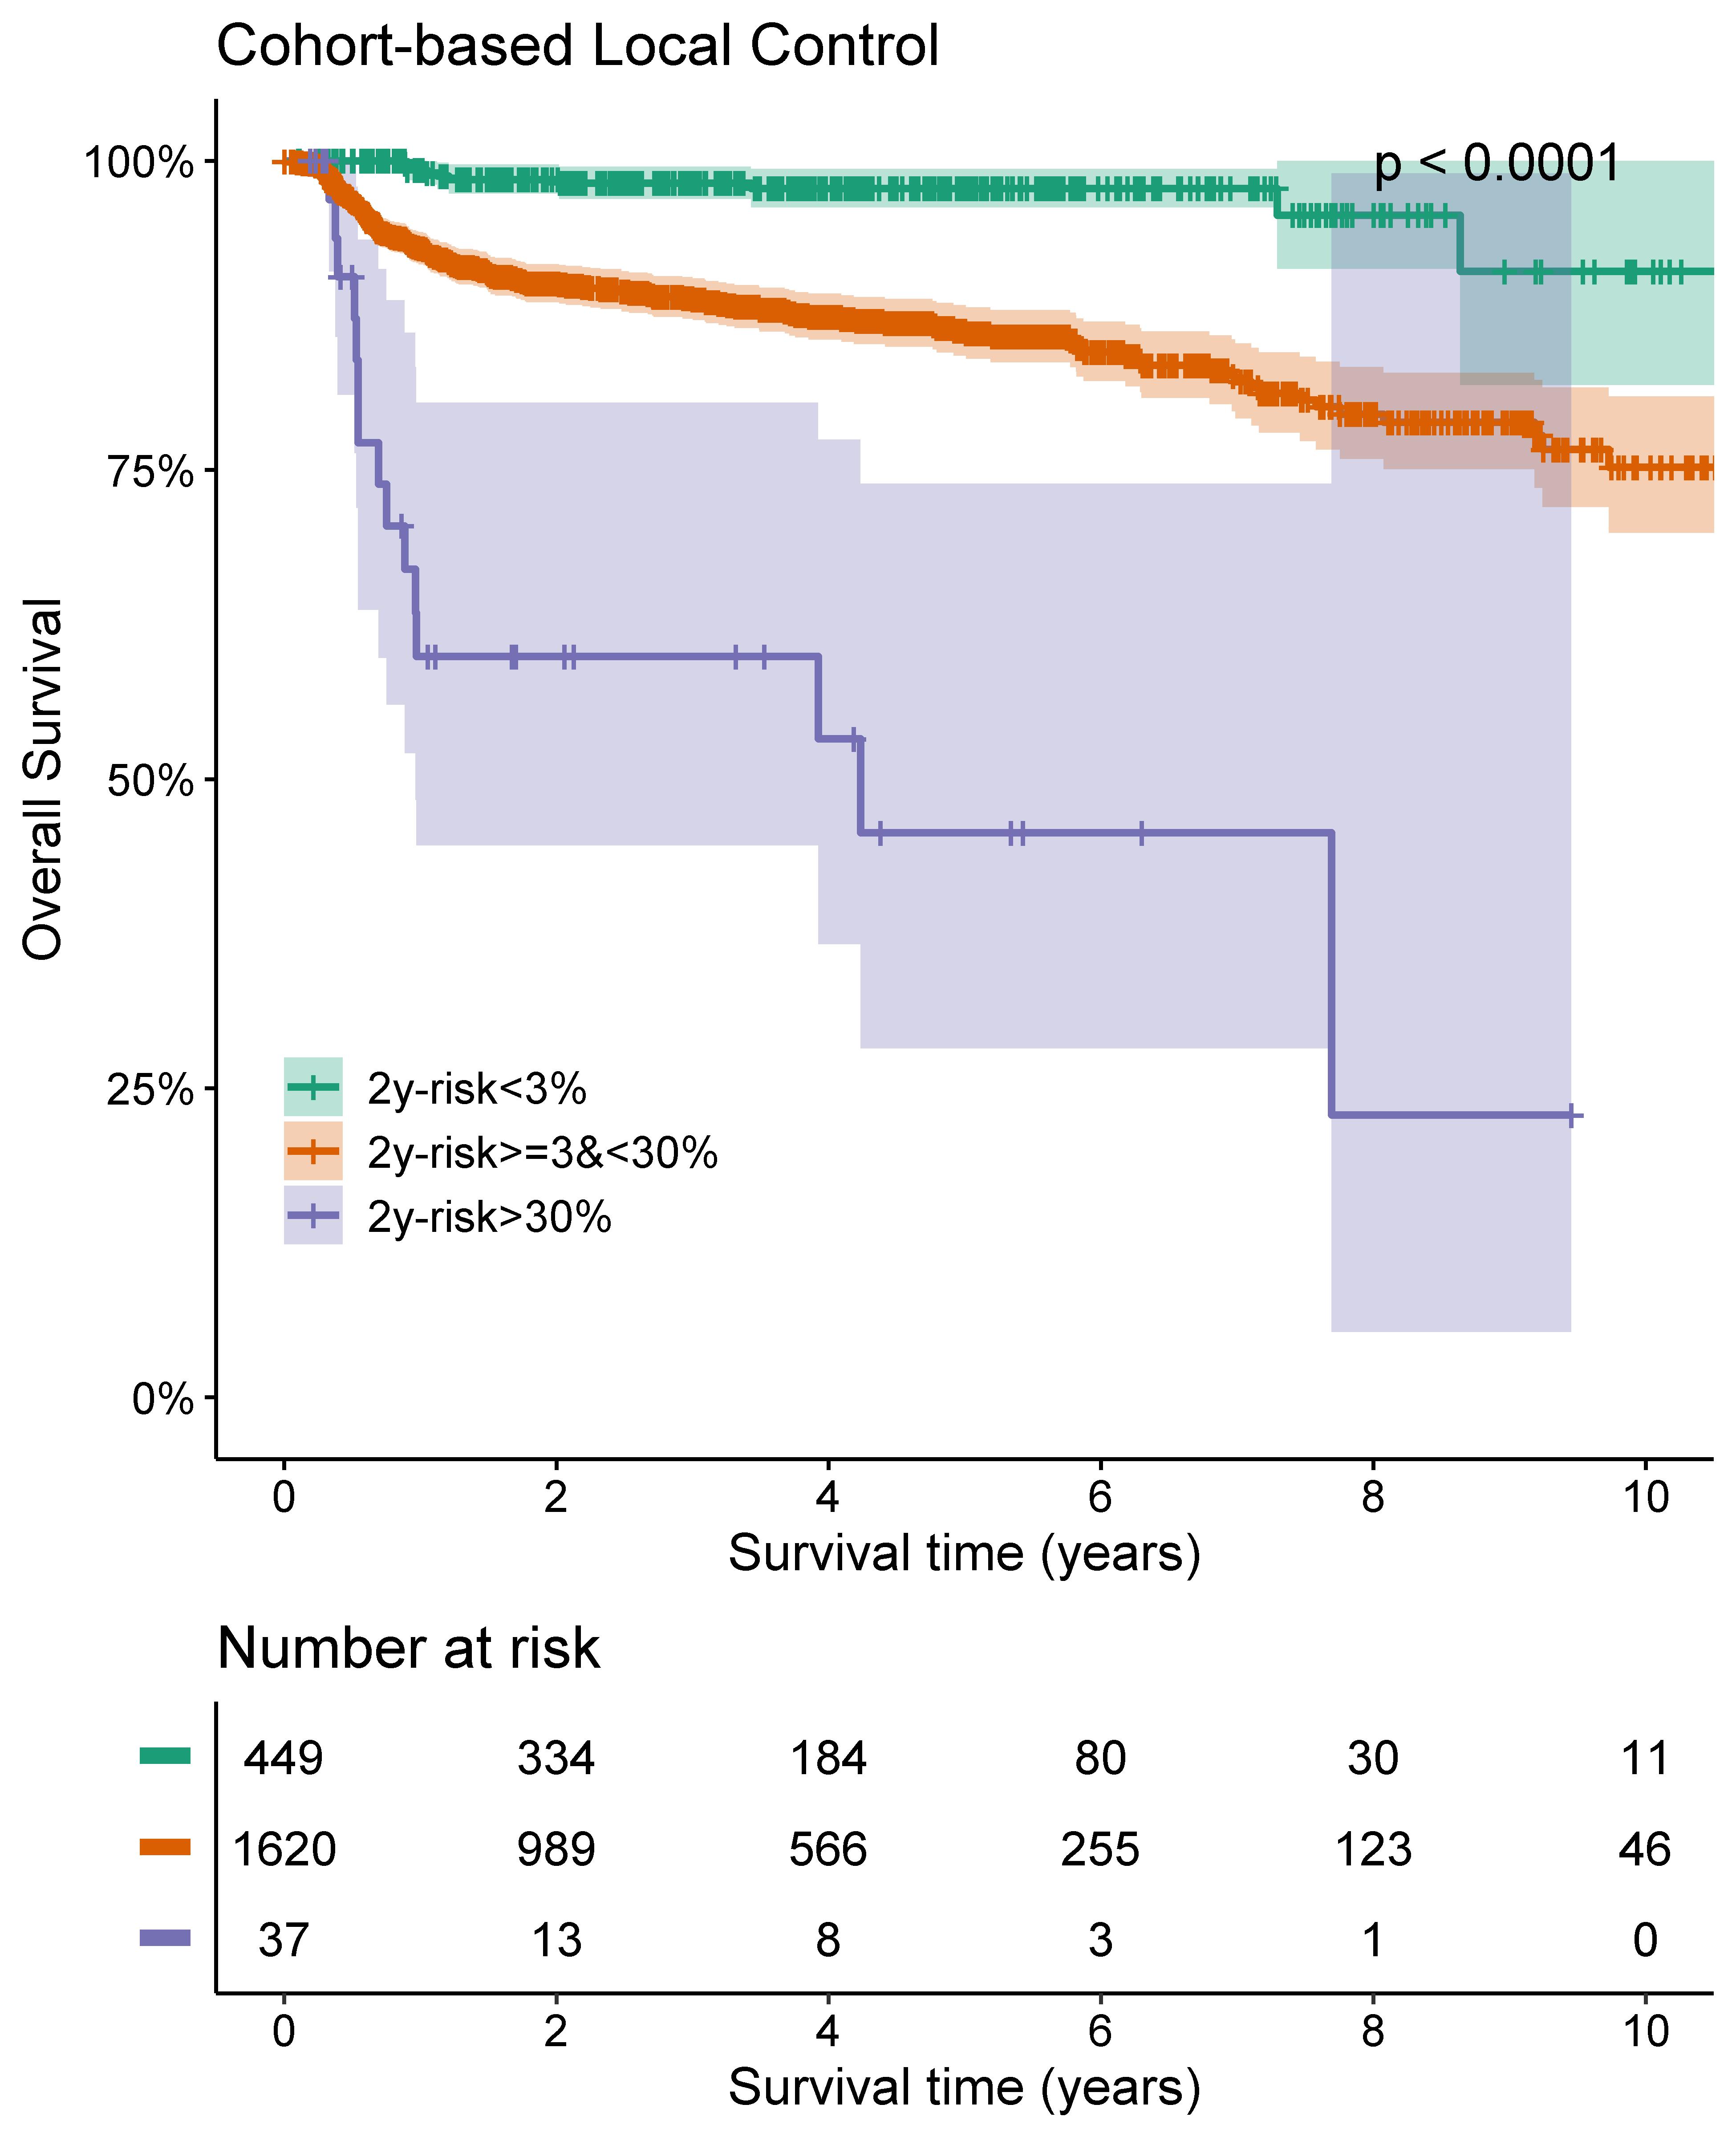 Cohort-based Local Control
p < 0.0001
100%
75%
50%
25%
0%
Overall Survival
2y-risk<3%
2y-risk>=3&<30%
2y-risk>30%
0 2 4 6 8 10
Survival time (years)
Number at risk
449 334 184 80 30 11
1620 989 566 255 123 46
37 13 8 3 1 0
0 2 4 6 8 10
Survival time (years)